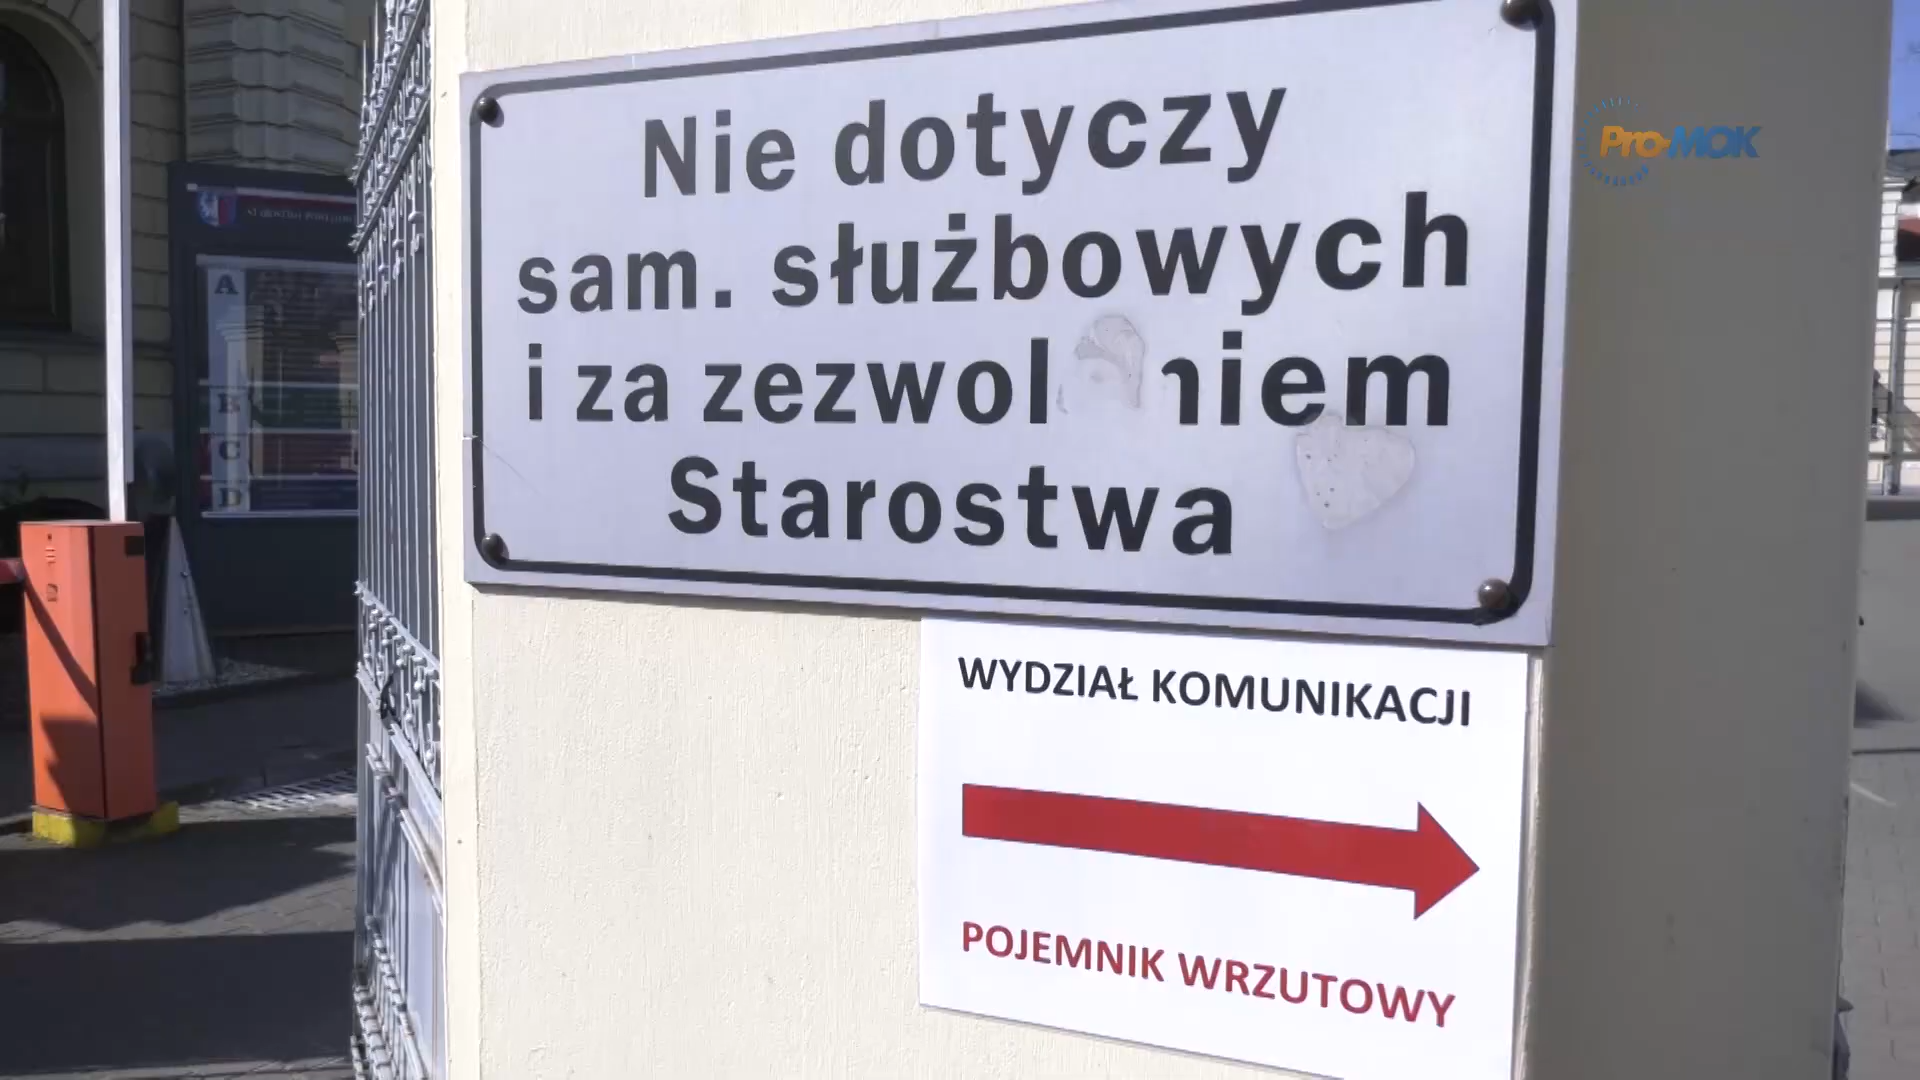 Nie dotyczy
sam. służbowych
i za zezwol niem
Starostwa
WYDZIAŁ KOMUNIKACJI
POJEMNIK WRZUTOWY
Pro-MOK
A
B
C
D